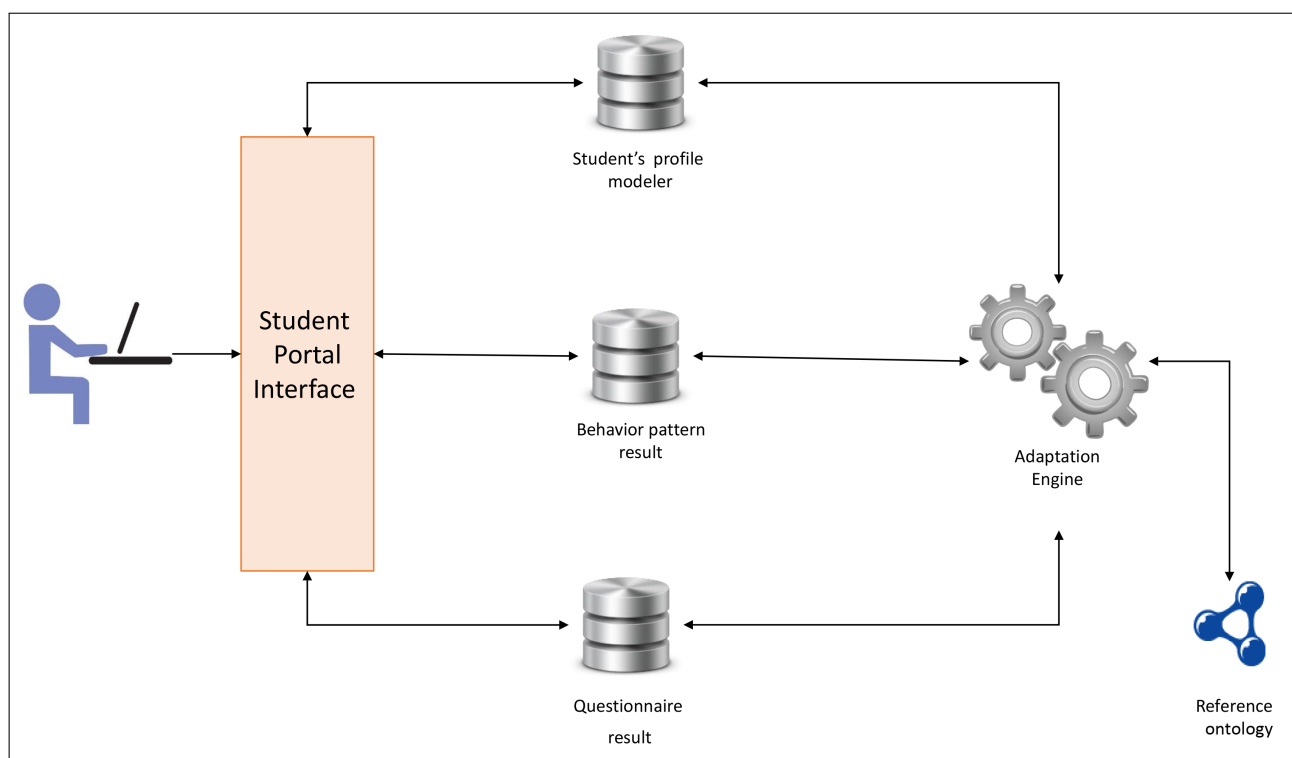 Student's profile
modeler
Student
Portal
Interface
Behavior pattern
result
Adaptation
Engine
Questionnaire
result
Reference
ontology